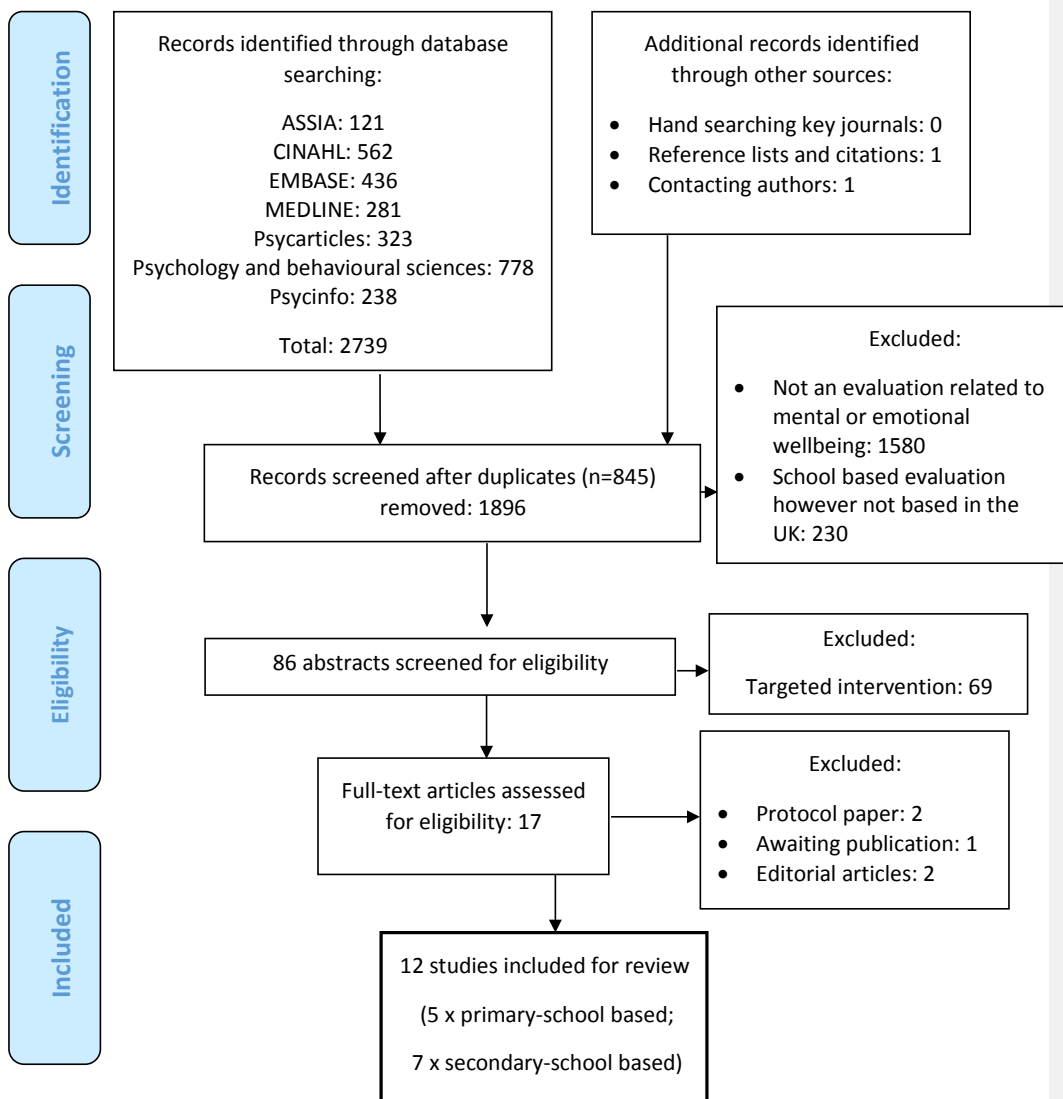 Identification
Records identified through database
searching:
ASSIA: 121
CINAHL: 562
EMBASE: 436
MEDLINE: 281
Psycarticles: 323
Psychology and behavioural sciences: 778
Psycinfo: 238
Total: 2739
Additional records identified
through other sources:
• Hand searching key journals: 0
• Reference lists and citations: 1
• Contacting authors: 1
Screening
Records screened after duplicates (n=845)
removed: 1896
Excluded:
• Not an evaluation related to
mental or emotional
wellbeing: 1580
• School based evaluation
however not based in the
UK: 230
Eligibility
86 abstracts screened for eligibility
Excluded:
Targeted intervention: 69
Full-text articles assessed
for eligibility: 17
Excluded:
• Protocol paper: 2
• Awaiting publication: 1
• Editorial articles: 2
Included
12 studies included for review
(5 x primary-school based;
7 x secondary-school based)